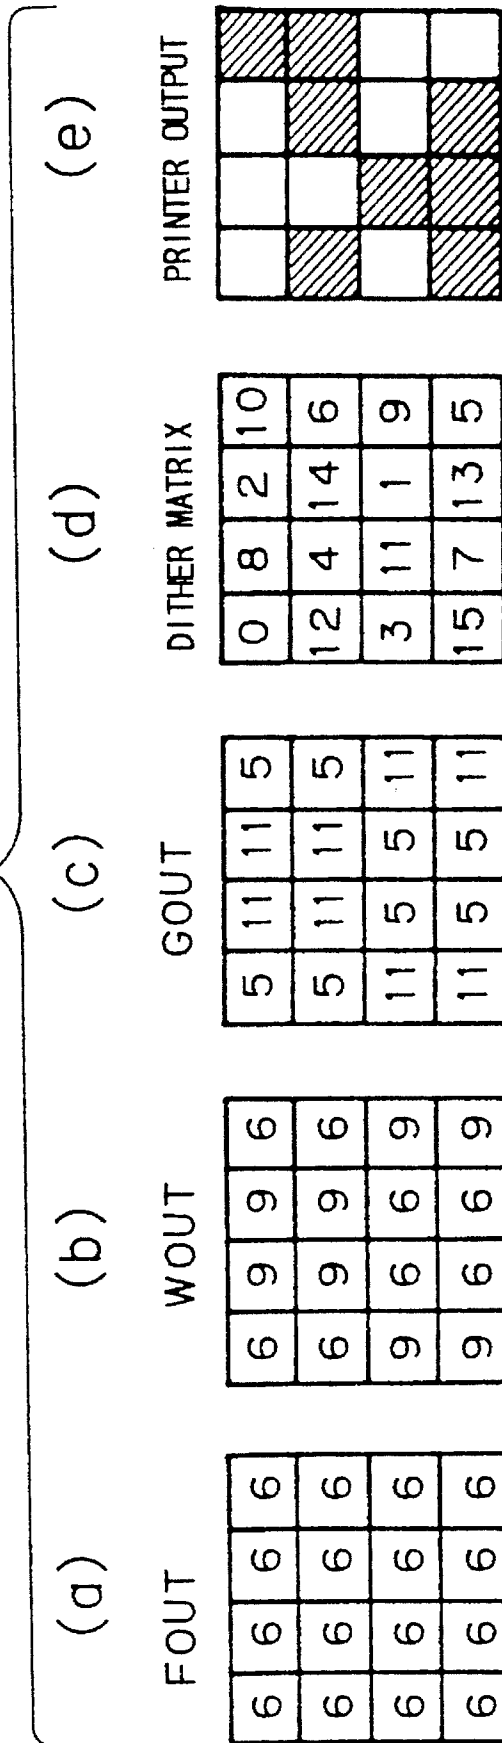 (a) (b) (c) (d) (e)
FOUT WOUT GOUT DITHER MATRIX PRINTER OUTPUT
6 6 6 6 6 9 9 6 5 11 11 5 0 8 2 10
6 6 6 6 6 9 9 6 5 11 11 5 12 4 14 6
6 6 6 6 9 6 6 9 11 5 5 11 3 11 1 9
6 6 6 6 9 6 6 9 11 5 5 11 15 7 13 5